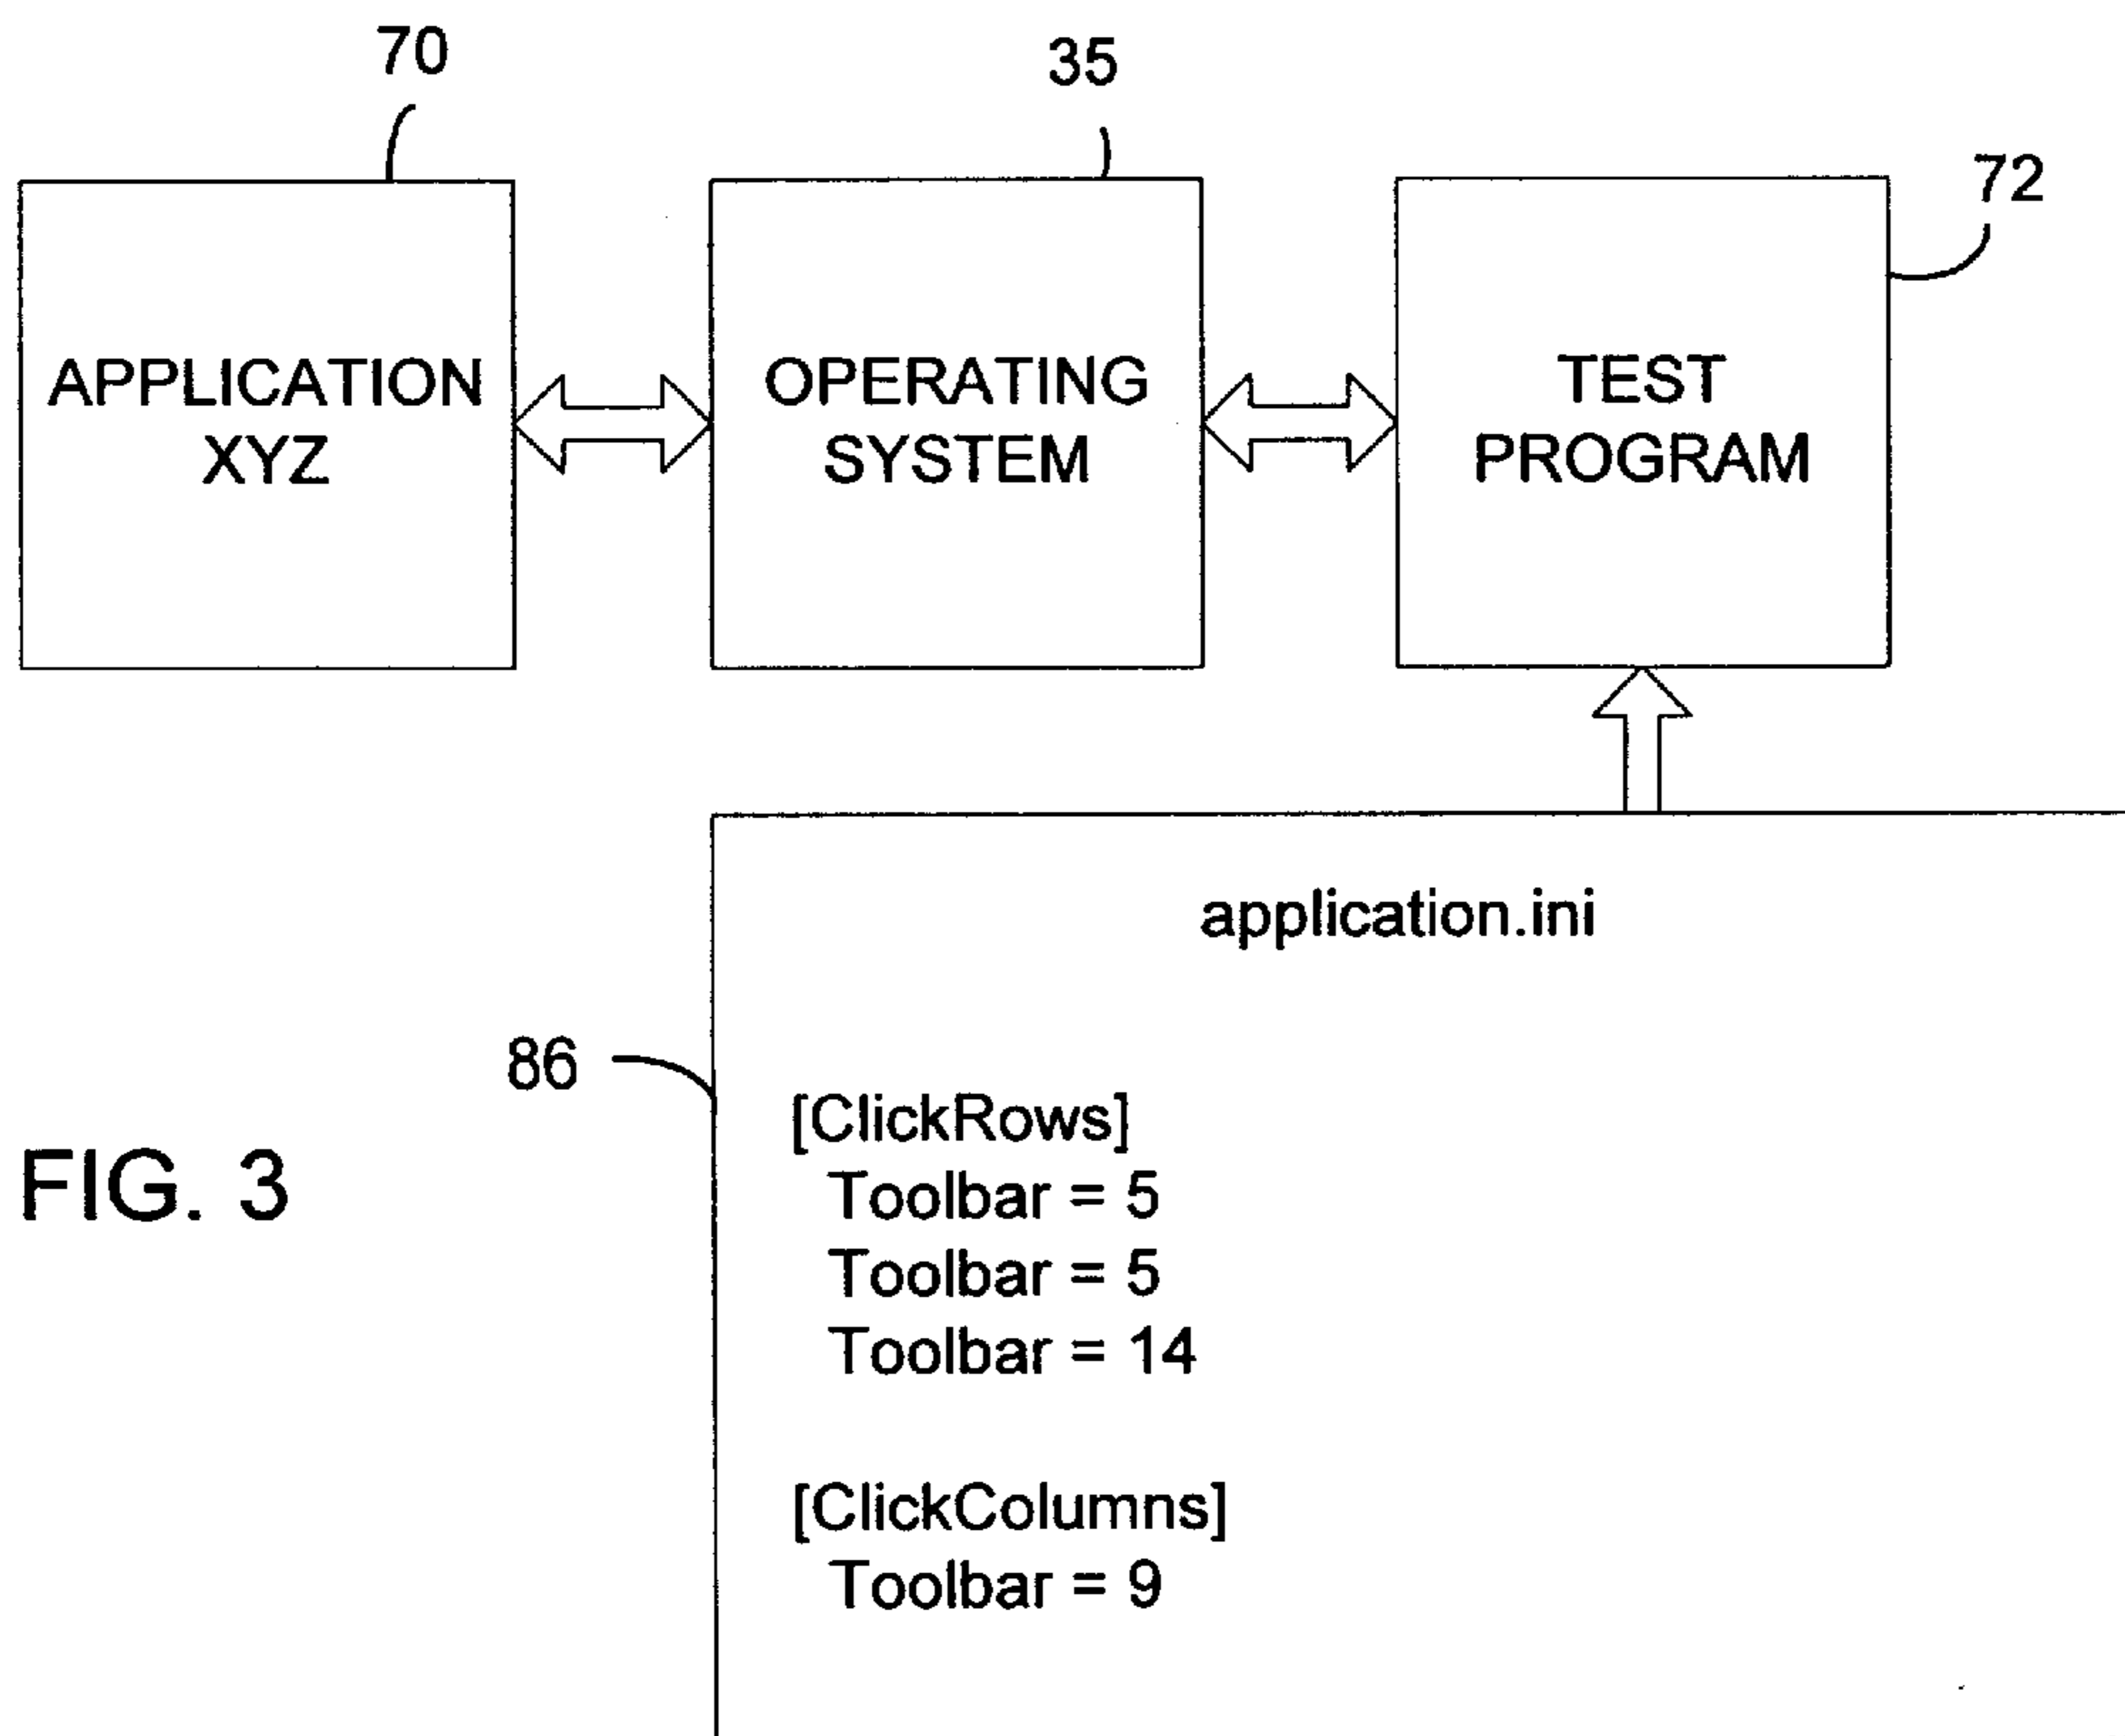 70
35
72
APPLICATION
XYZ
OPERATING
SYSTEM
TEST
PROGRAM
application.ini
86
[ClickRows]
Toolbar = 5
Toolbar = 5
Toolbar = 14
[ClickColumns]
Toolbar = 9
FIG. 3